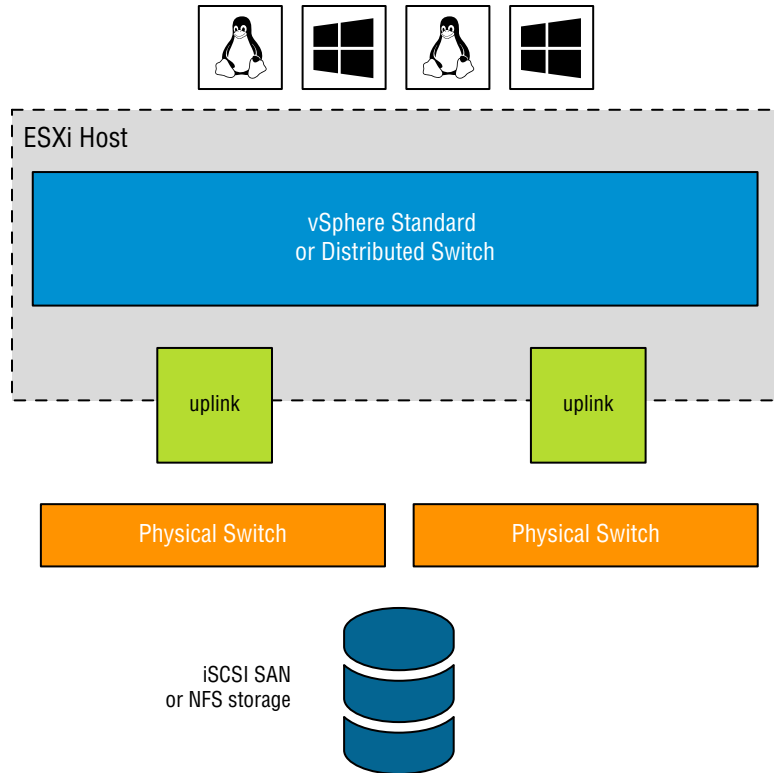 ESXi Host
vSphere Standard
or Distributed Switch
uplink
uplink
Physical Switch
Physical Switch
iSCSI SAN
or NFS storage